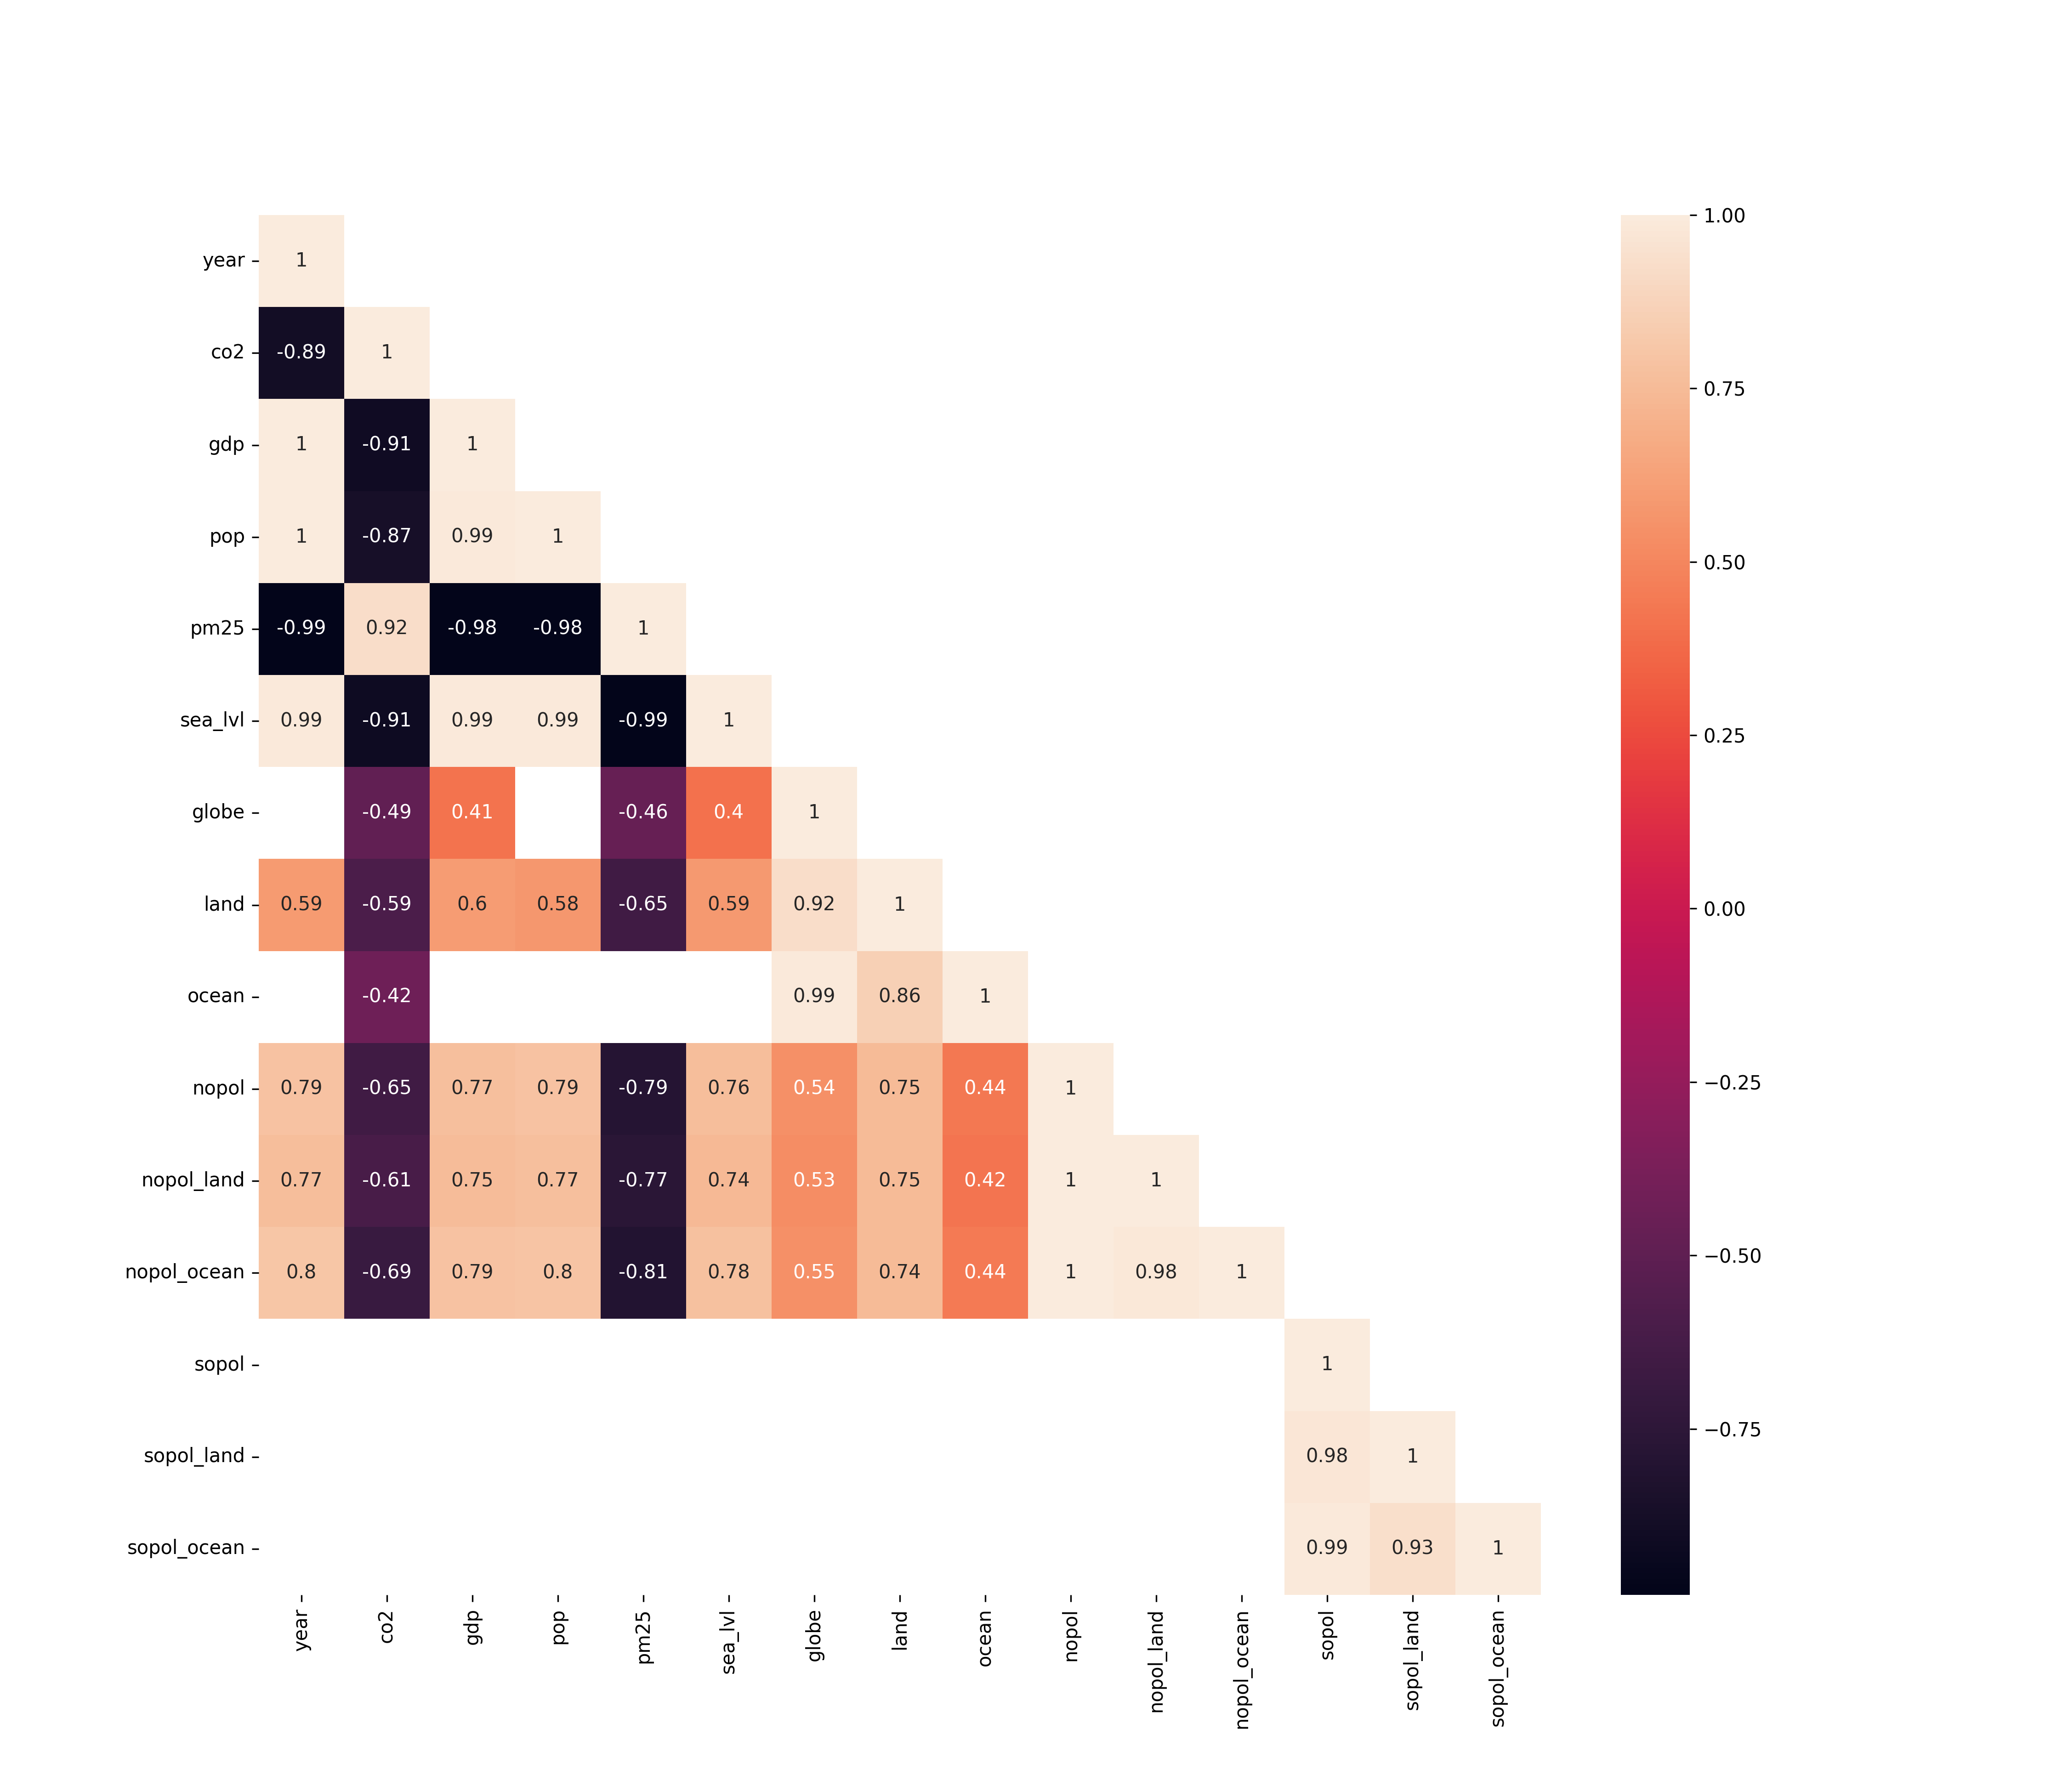 year 1
co2 -0.89 1
gdp 1 -0.91 1
pop 1 -0.87 0.99 1
pm25 -0.99 0.92 -0.98 -0.98 1
sea_lvl 0.99 -0.91 0.99 0.99 -0.99 1
globe -0.49 0.41 -0.46 0.4 1
land 0.59 -0.59 0.6 0.58 -0.65 0.59 0.92 1
ocean -0.42 0.99 0.86 1
nopol 0.79 -0.65 0.77 0.79 -0.79 0.76 0.54 0.75 0.44 1
nopol_land 0.77 -0.61 0.75 0.77 -0.77 0.74 0.53 0.75 0.42 1 1
nopol_ocean 0.8 -0.69 0.79 0.8 -0.81 0.78 0.55 0.74 0.44 1 0.98 1
sopol 1
sopol_land 0.98 1
sopol_ocean 0.99 0.93 1
year co2 gdp pop pm25 sea_lvl globe land ocean nopol nopol_land nopol_ocean sopol sopol_land sopol_ocean
1.00
0.75
0.50
0.25
0.00
−0.25
−0.50
−0.75